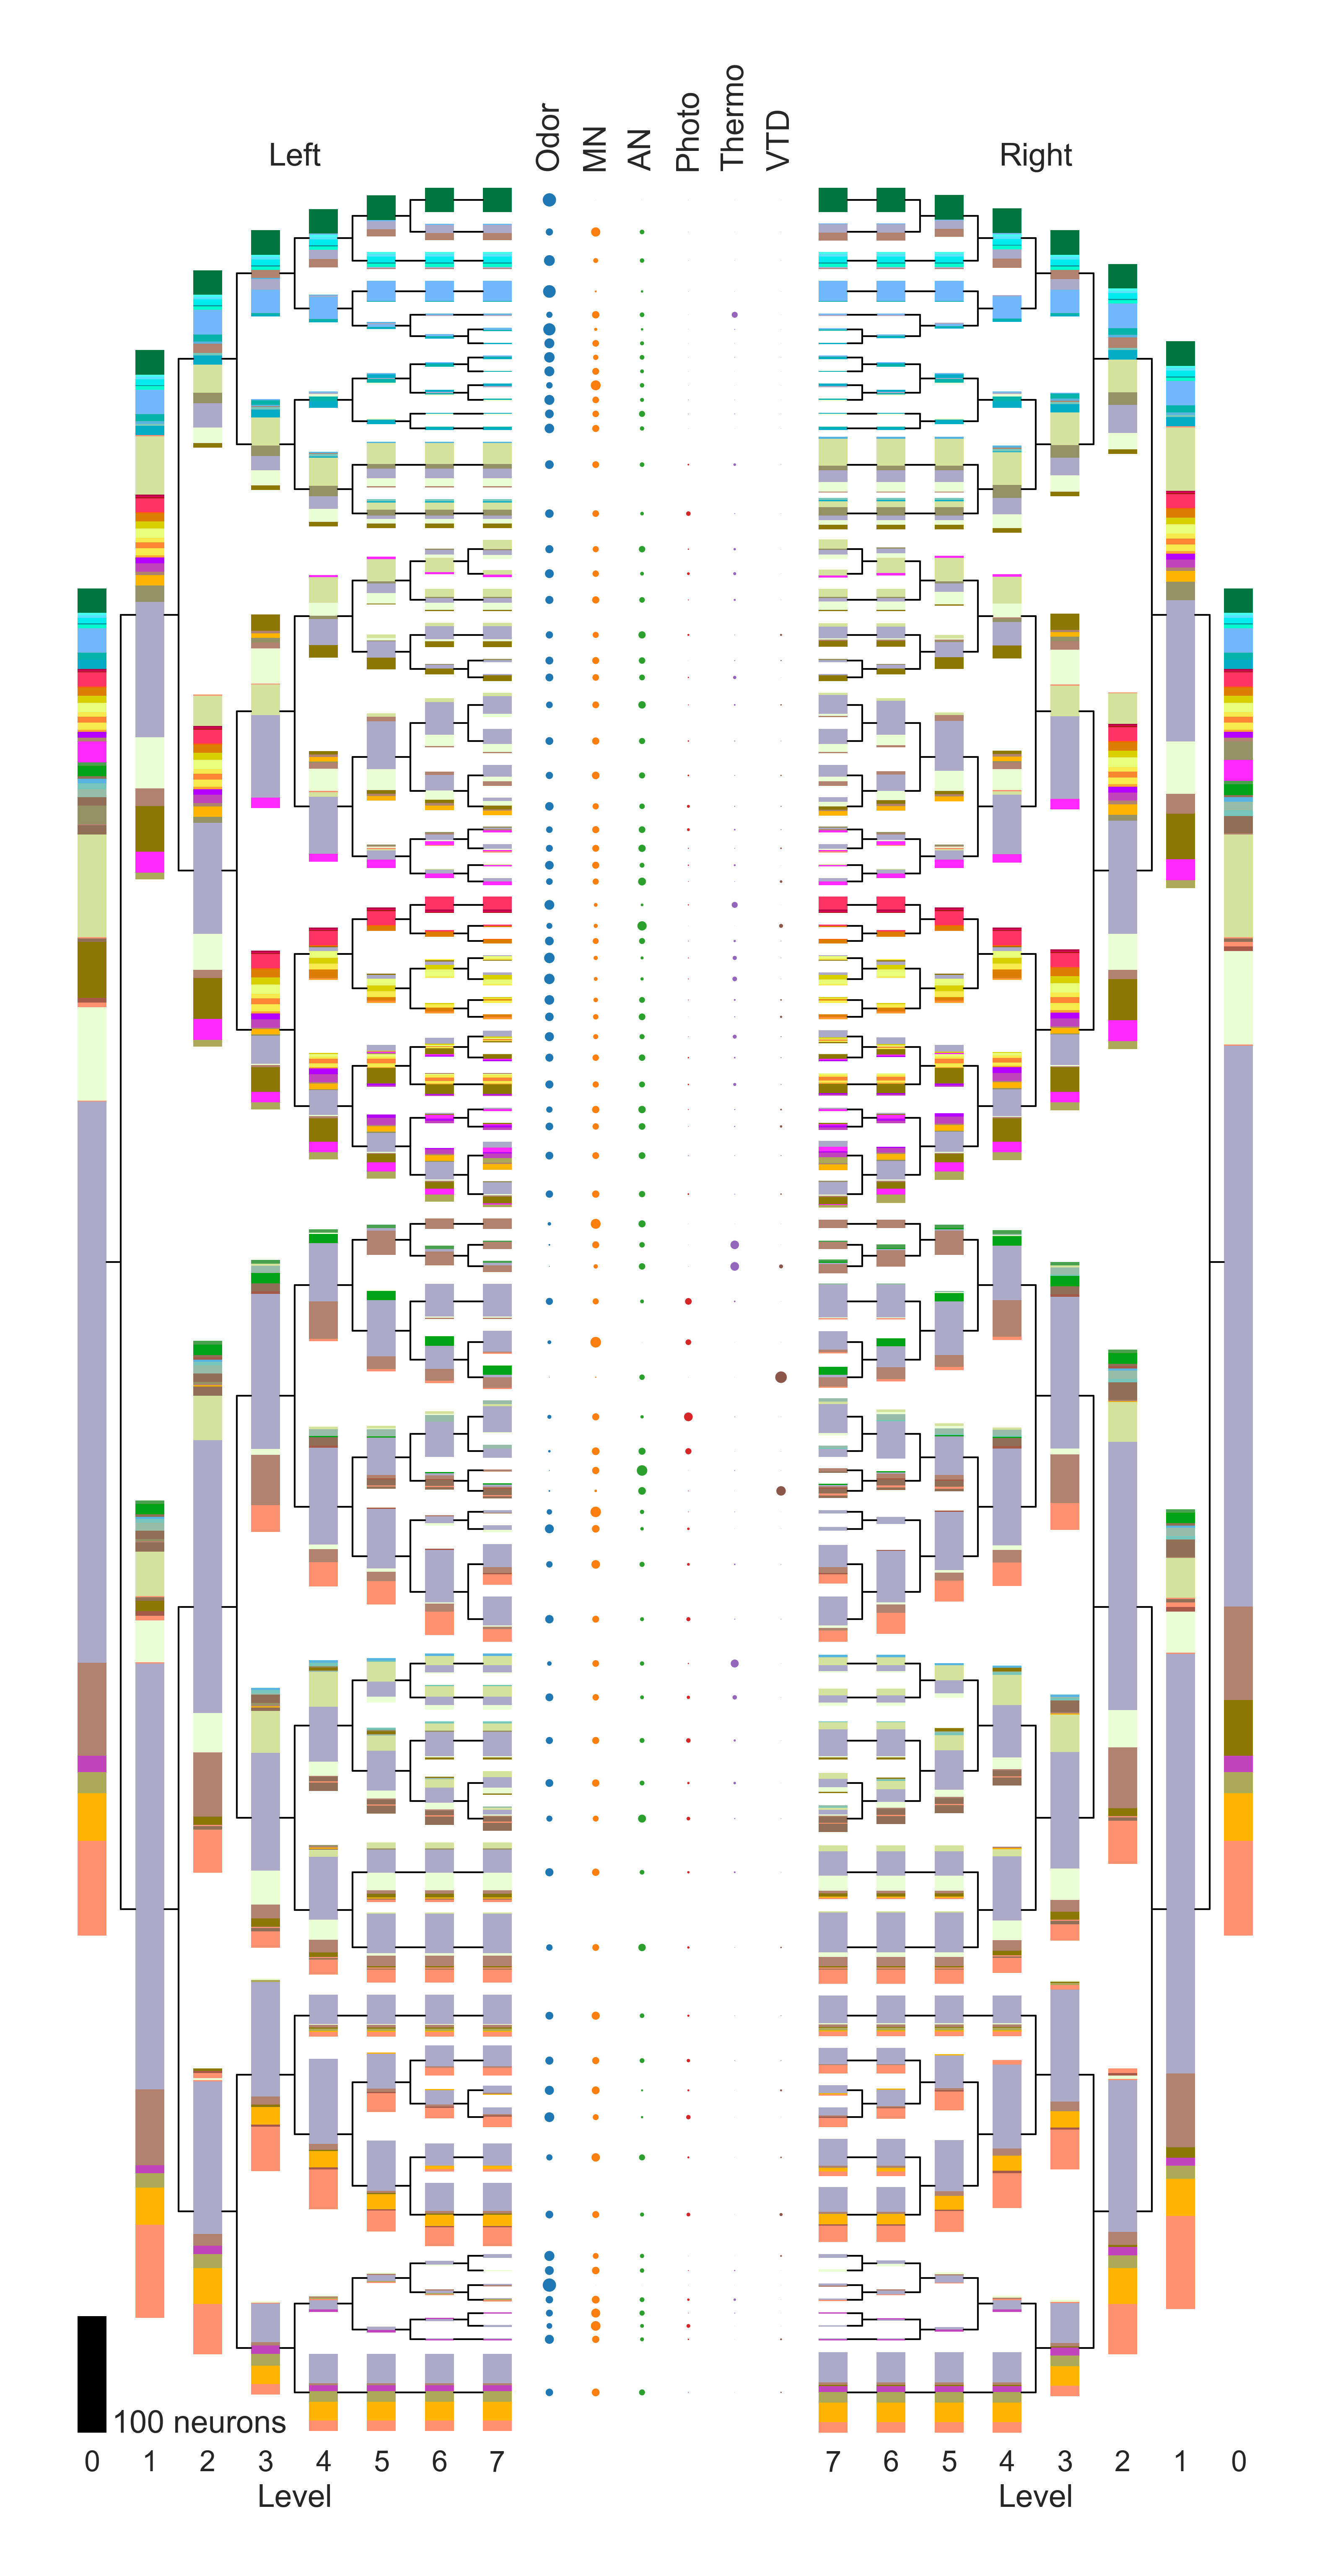 Left
Odor
MN
AN
Photo
Thermo
VTD
Right
100 neurons
0 1 2 3 4 5 6 7
7 6 5 4 3 2 1 0
Level
Level